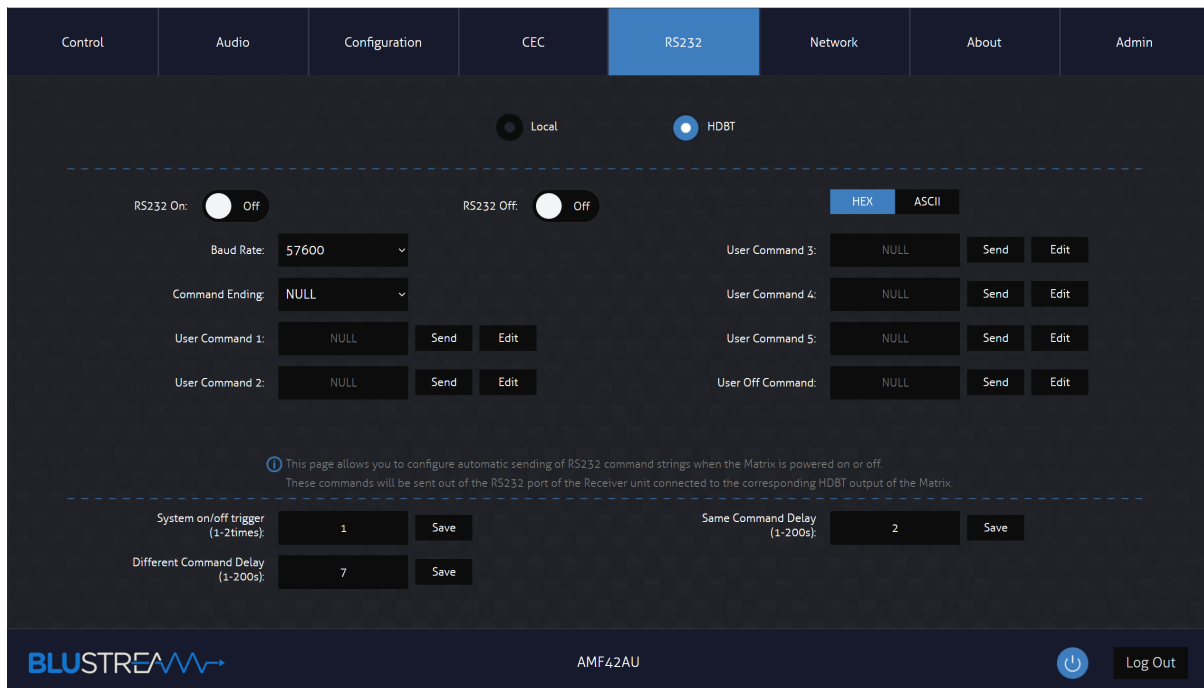 Control Audio Configuration CEC RS232 Network About Admin
Local HDBT
RS232 On: Off RS232 Off: Off HEX ASCII
Baud Rate: 57600 User Command 3: NULL Send Edit
Command Ending: NULL User Command 4: NULL Send Edit
User Command 1: NULL Send Edit User Command 5: NULL Send Edit
User Command 2: NULL Send Edit User Off Command: NULL Send Edit
This page allows you to configure automatic sending of RS232 command strings when the Matrix is powered on or off.
These commands will be sent out of the RS232 port of the Receiver unit connected to the corresponding HDBT output of the Matrix.
System on/off trigger
(1-2times): 1 Save
Same Command Delay
(1-200s): 2 Save
Different Command Delay
(1-200s): 7 Save
BLUSTREAM AMF42AU Log Out